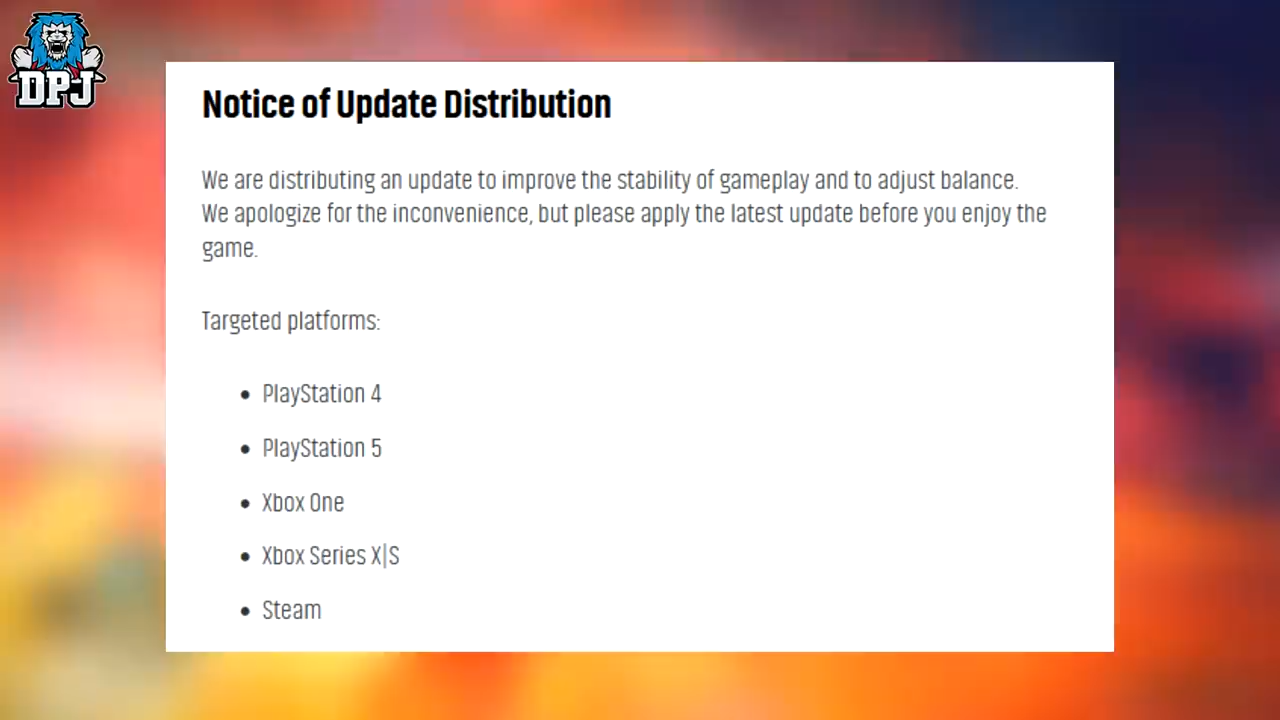 DPJ
Notice of Update Distribution
We are distributing an update to improve the stability of gameplay and to adjust balance.
We apologize for the inconvenience, but please apply the latest update before you enjoy the
game.
Targeted platforms:
• PlayStation 4
• PlayStation 5
• Xbox One
• Xbox Series X|S
• Steam